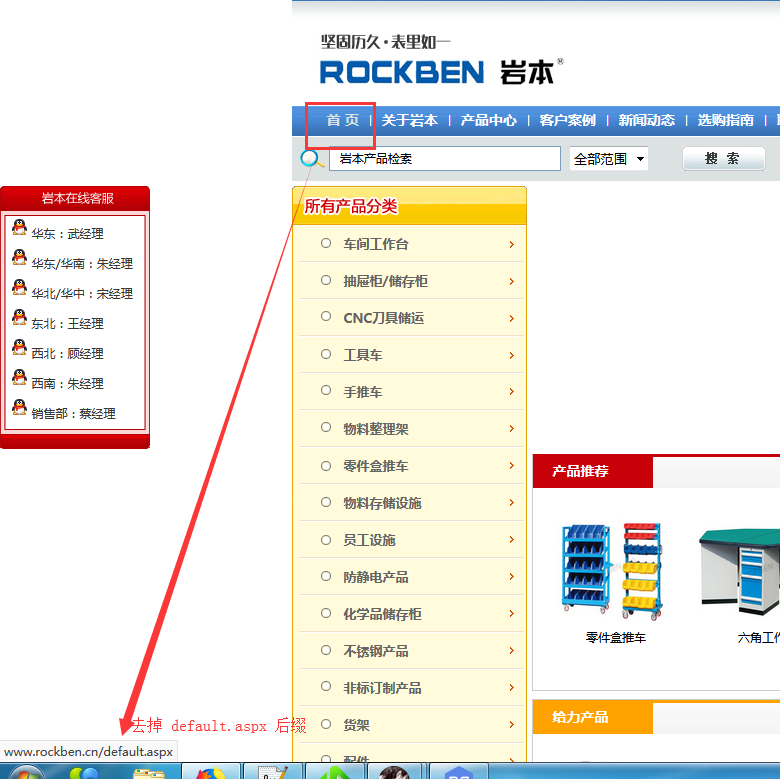 坚固历久·表里如一
ROCKBEN 岩本®
首 页 | 关于岩本 | 产品中心 | 客户案例 | 新闻动态 | 选购指南 |
岩本产品检索 全部范围 搜 索
岩本在线客服
华东：武经理
华东/华南：朱经理
华北/华中：宋经理
东北：王经理
西北：顾经理
西南：朱经理
销售部：蔡经理
所有产品分类
车间工作台
抽屉柜/储存柜
CNC刀具储运
工具车
手推车
物料整理架
零件盒推车
物料存储设施
员工设施
防静电产品
化学品储存柜
不锈钢产品
非标订制产品
货架
配件
产品推荐
零件盒推车 六角工作
给力产品
去掉 default.aspx 后缀
www.rockben.cn/default.aspx